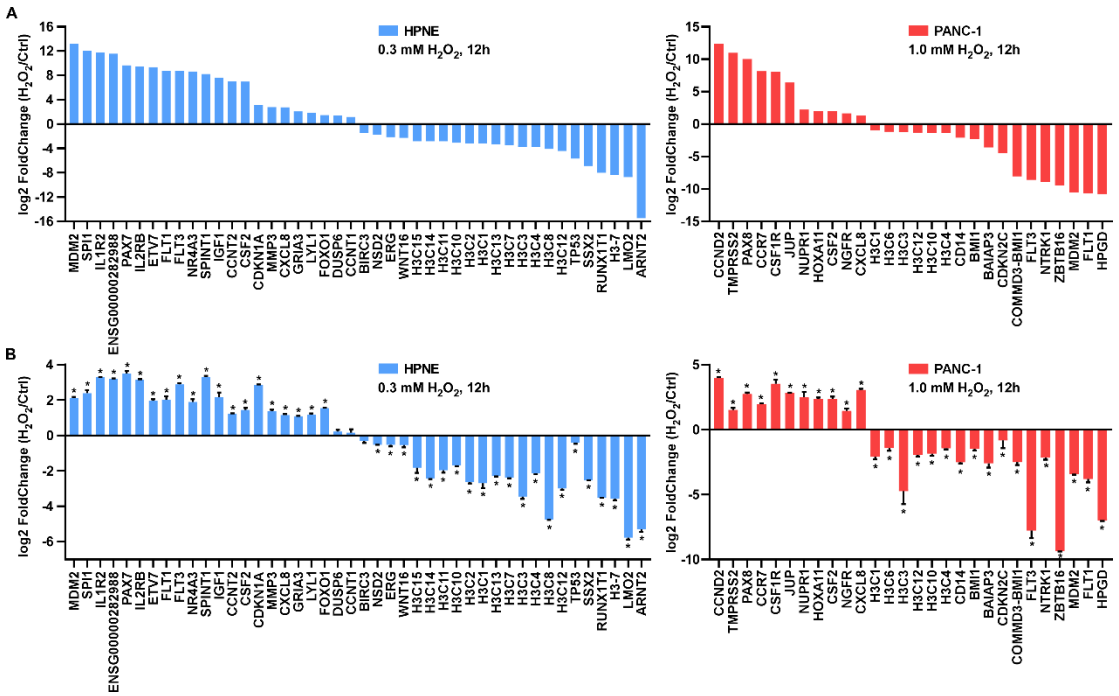 A
log2 FoldChange (H2O2/Ctrl)
16
12
8
4
0
-4
-8
-12
-16
HPNE
0.3 mM H2O2, 12h
MDM2
SPI1
IL1R2
ENSG00000282988
PAX7
IL2RB
ETV7
FLT1
FLT3
NR4A3
SPINT1
IGF1
CCNT2
CSF2
CDKN1A
MMP3
CXCL8
GRIA3
LYL1
FOXO1
DUSP6
CCNT1
BIRC3
NSD2
ERG
WNT16
H3C15
H3C14
H3C11
H3C10
H3C2
H3C1
H3C13
H3C7
H3C3
H3C4
H3C8
H3C12
TP53
SSX2
RUNX1T1
H3-7
LMO2
ARNT2
log2 FoldChange (H2O2/Ctrl)
15
10
5
0
-5
-10
-15
PANC-1
1.0 mM H2O2, 12h
CCND2
TMPRSS2
PAX8
CCR7
CSF1R
JUP
NUPR1
HOXA11
CSF2
NGFR
CXCL8
H3C1
H3C6
H3C3
H3C12
H3C10
H3C4
CD14
BMI1
BAIAP3
CDKN2C
COMMD3-BMI1
FLT3
NTRK1
ZBTB16
MDM2
FLT1
HPGD
B
log2 FoldChange (H2O2/Ctrl)
4
2
0
-2
-4
-6
HPNE
0.3 mM H2O2, 12h
MDM2
SPI1
IL1R2
ENSG00000282988
PAX7
IL2RB
ETV7
FLT1
FLT3
NR4A3
SPINT1
IGF1
CCNT2
CSF2
CDKN1A
MMP3
CXCL8
GRIA3
LYL1
FOXO1
DUSP6
CCNT1
BIRC3
NSD2
ERG
WNT16
H3C15
H3C14
H3C11
H3C10
H3C2
H3C1
H3C13
H3C7
H3C3
H3C4
H3C8
H3C12
TP53
SSX2
RUNX1T1
H3-7
LMO2
ARNT2
log2 FoldChange (H2O2/Ctrl)
5
0
-5
-10
PANC-1
1.0 mM H2O2, 12h
CCND2
TMPRSS2
PAX8
CCR7
CSF1R
JUP
NUPR1
HOXA11
CSF2
NGFR
CXCL8
H3C1
H3C6
H3C3
H3C12
H3C10
H3C4
CD14
BMI1
BAIAP3
CDKN2C
COMMD3-BMI1
FLT3
NTRK1
ZBTB16
MDM2
FLT1
HPGD